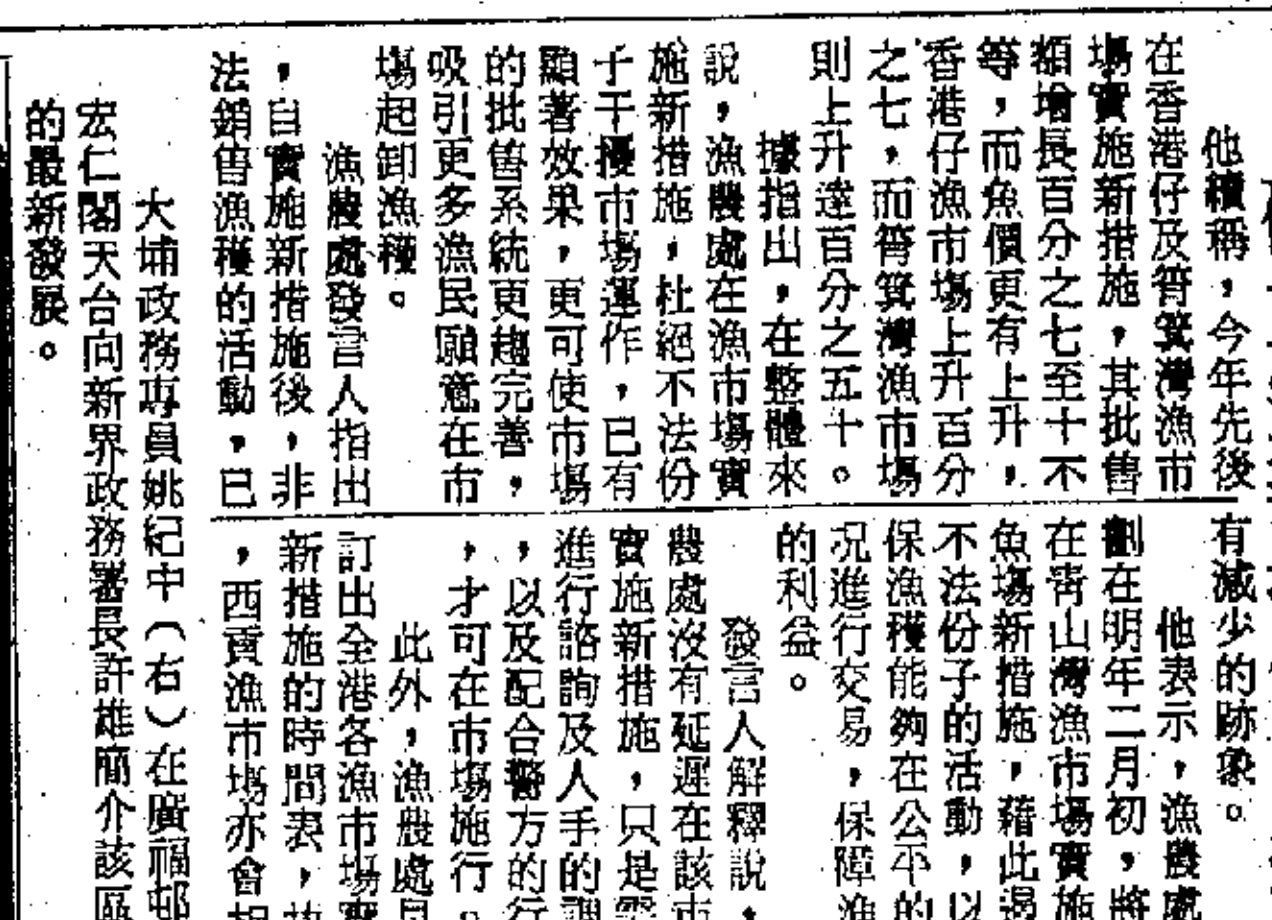 他續稱，今年先後
在香港仔及筲箕灣漁市
場實施新措施，其批售
額增長百分之七至十不
等，而魚價更有上升，
香港仔漁市場上升百分
之七，而筲箕灣漁市場
則上升達百分之五十。
據指出，在整體來
說，漁農處在漁市場實
施新措施，杜絕不法份
子干擾市場運作，已有
顯著效果，更可使市場
的批售系統更趨完善，
吸引更多漁民願意在市
場起卸漁穫。
漁農處發言人指出
，自實施新措施後，非
法銷售漁穫的活動，已
有減少的跡象。
他表示，漁農處
劃在明年二月初，將
在青山灣漁市場實施
魚場新措施，藉此遏
不法份子的活動，以
保漁穫能夠在公平的
況進行交易，保障漁
的利益。
發言人解釋說，
農處沒有延遲在該市
實施新措施，只是需
進行諮詢及人手的調
，以及配合警方的行
，才可在市場施行。
此外，漁農處
訂出全港各漁市場實
新措施的時間表，
，西貢漁市場亦會
大埔政務專員姚紀中（右）在廣福邨
宏仁閣天台向新界政務署長許雄簡介該區
的最新發展。